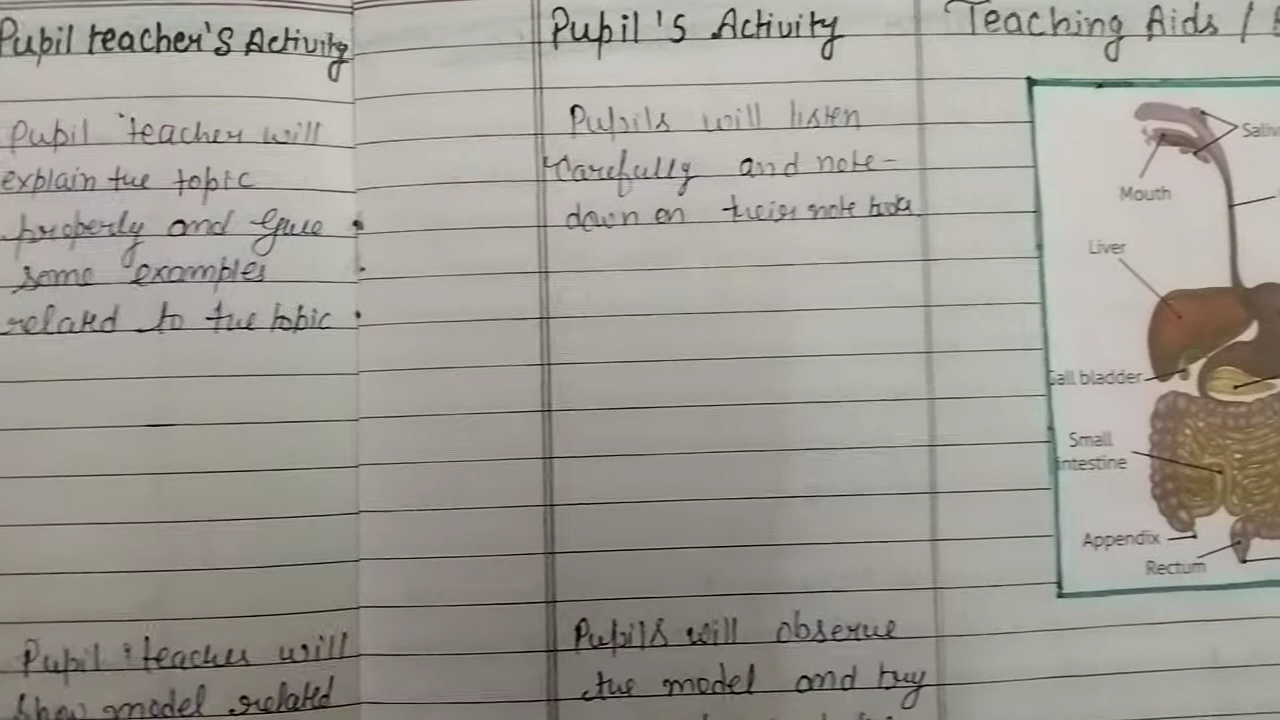 Pupil teacher's Activity
Pupil's Activity
Teaching Aids /
Pupil teacher will
explain the topic
properly and give
some examples
related to the topic
Pupils will listen
Carefully and note-
down on their note book
Saliv
Mouth
Liver
Gall bladder
Small
intestine
Appendix
Rectum
Pupil teacher will
show model related
Pupils will observe
the model and try